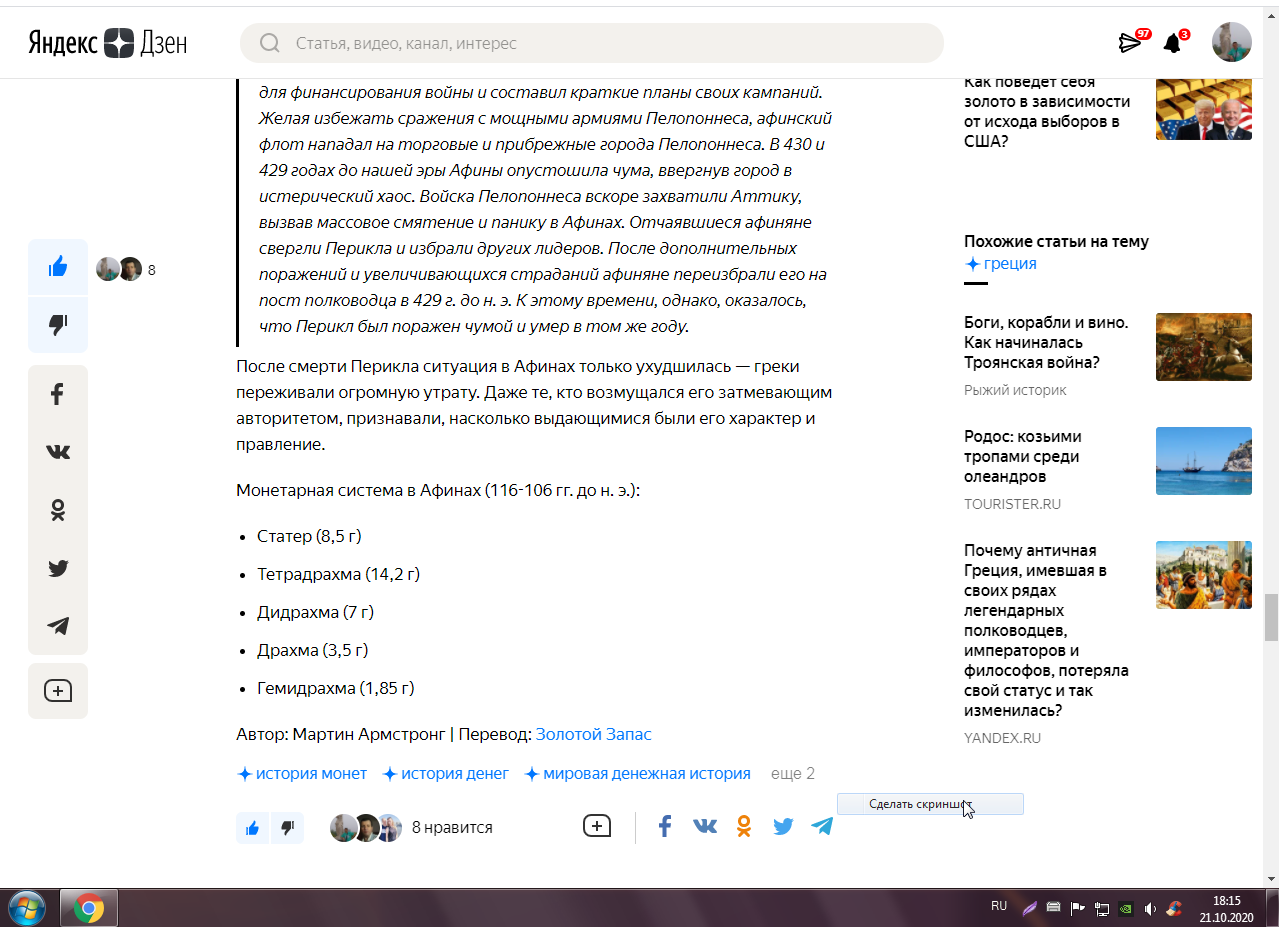 Яндекс Дзен
Статья, видео, канал, интерес
97
3
для финансирования войны и составил краткие планы своих кампаний.
Желая избежать сражения с мощными армиями Пелопоннеса, афинский
флот нападал на торговые и прибрежные города Пелопоннеса. В 430 и
429 годах до нашей эры Афины опустошила чума, ввергнув город в
истерический хаос. Войска Пелопоннеса вскоре захватили Аттику,
вызвав массовое смятение и панику в Афинах. Отчаявшиеся афиняне
свергли Перикла и избрали других лидеров. После дополнительных
поражений и увеличивающихся страданий афиняне переизбрали его на
пост полководца в 429 г. до н. э. К этому времени, однако, оказалось,
что Перикл был поражен чумой и умер в том же году.
8
После смерти Перикла ситуация в Афинах только ухудшилась — греки
переживали огромную утрату. Даже те, кто возмущался его затмевающим
авторитетом, признавали, насколько выдающимися были его характер и
правление.
Монетарная система в Афинах (116-106 гг. до н. э.):
• Статер (8,5 г)
• Тетрадрахма (14,2 г)
• Дидрахма (7 г)
• Драхма (3,5 г)
• Гемидрахма (1,85 г)
Автор: Мартин Армстронг | Перевод: Золотой Запас
история монет история денег мировая денежная история еще 2
8 нравится
Сделать скриншот
Как поведет себя
золото в зависимости
от исхода выборов в
США?
Похожие статьи на тему
греция
Боги, корабли и вино.
Как начиналась
Троянская война?
Рыжий историк
Родос: козьими
тропами среди
олеандров
TOURISTER.RU
Почему античная
Греция, имевшая в
своих рядах
легендарных
полководцев,
императоров и
философов, потеряла
свой статус и так
изменилась?
YANDEX.RU
RU
18:15
21.10.2020